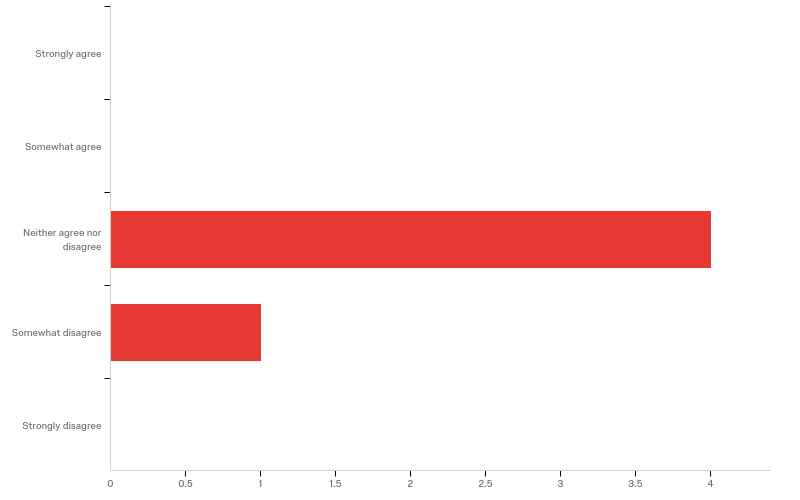 Strongly agree
Somewhat agree
Neither agree nor
disagree
Somewhat disagree
Strongly disagree
0 0.5 1 1.5 2 2.5 3 3.5 4